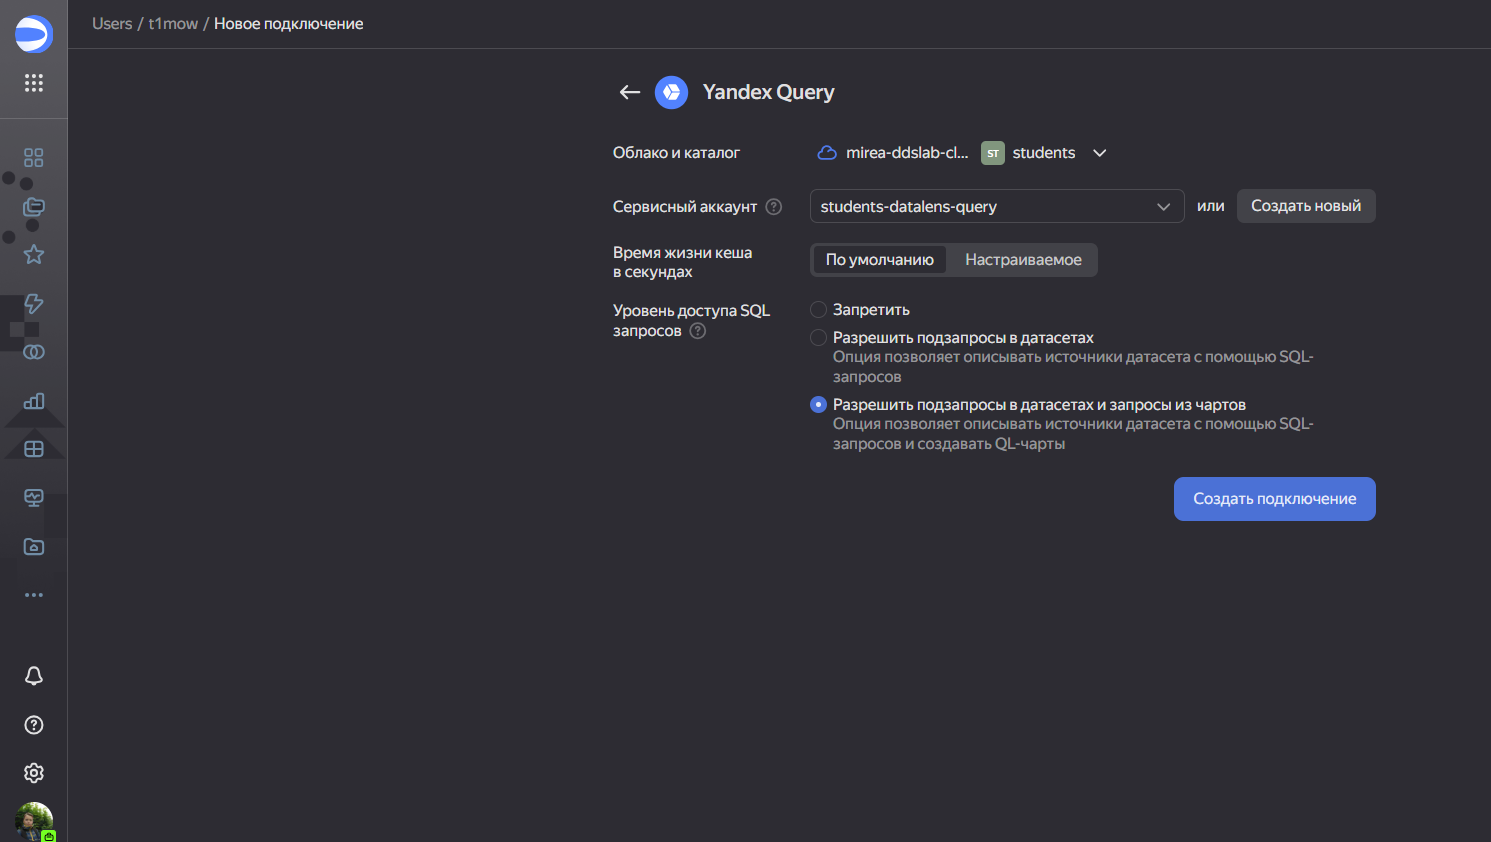 Users / t1mow / Новое подключение
Yandex Query
Облако и каталог
mirea-ddslab-cl...
ST
students
Сервисный аккаунт
students-datalens-query
или
Создать новый
Время жизни кеша
в секундах
По умолчанию
Настраиваемое
Уровень доступа SQL
запросов
Запретить
Разрешить подзапросы в датасетах
Опция позволяет описывать источники датасета с помощью SQL-
запросов
Разрешить подзапросы в датасетах и запросы из чартов
Опция позволяет описывать источники датасета с помощью SQL-
запросов и создавать QL-чарты
Создать подключение